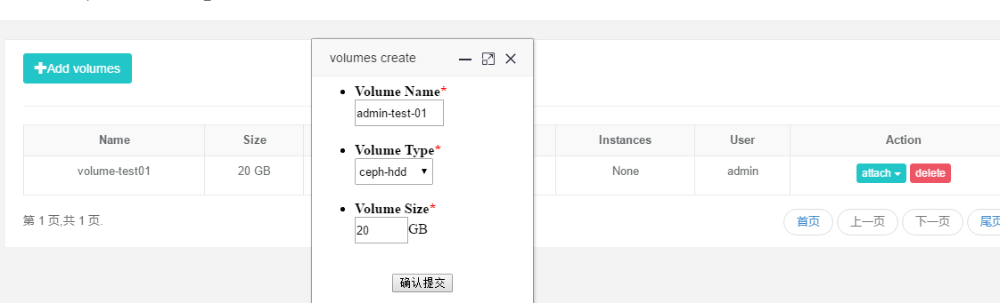 Add volumes
volumes create
Volume Name*
admin-test-01
Volume Type*
ceph-hdd
Volume Size*
20 GB
确认提交
Name Size Instances User Action
volume-test01 20 GB None admin attach delete
第 1 页,共 1 页. 首页 上一页 下一页 尾页